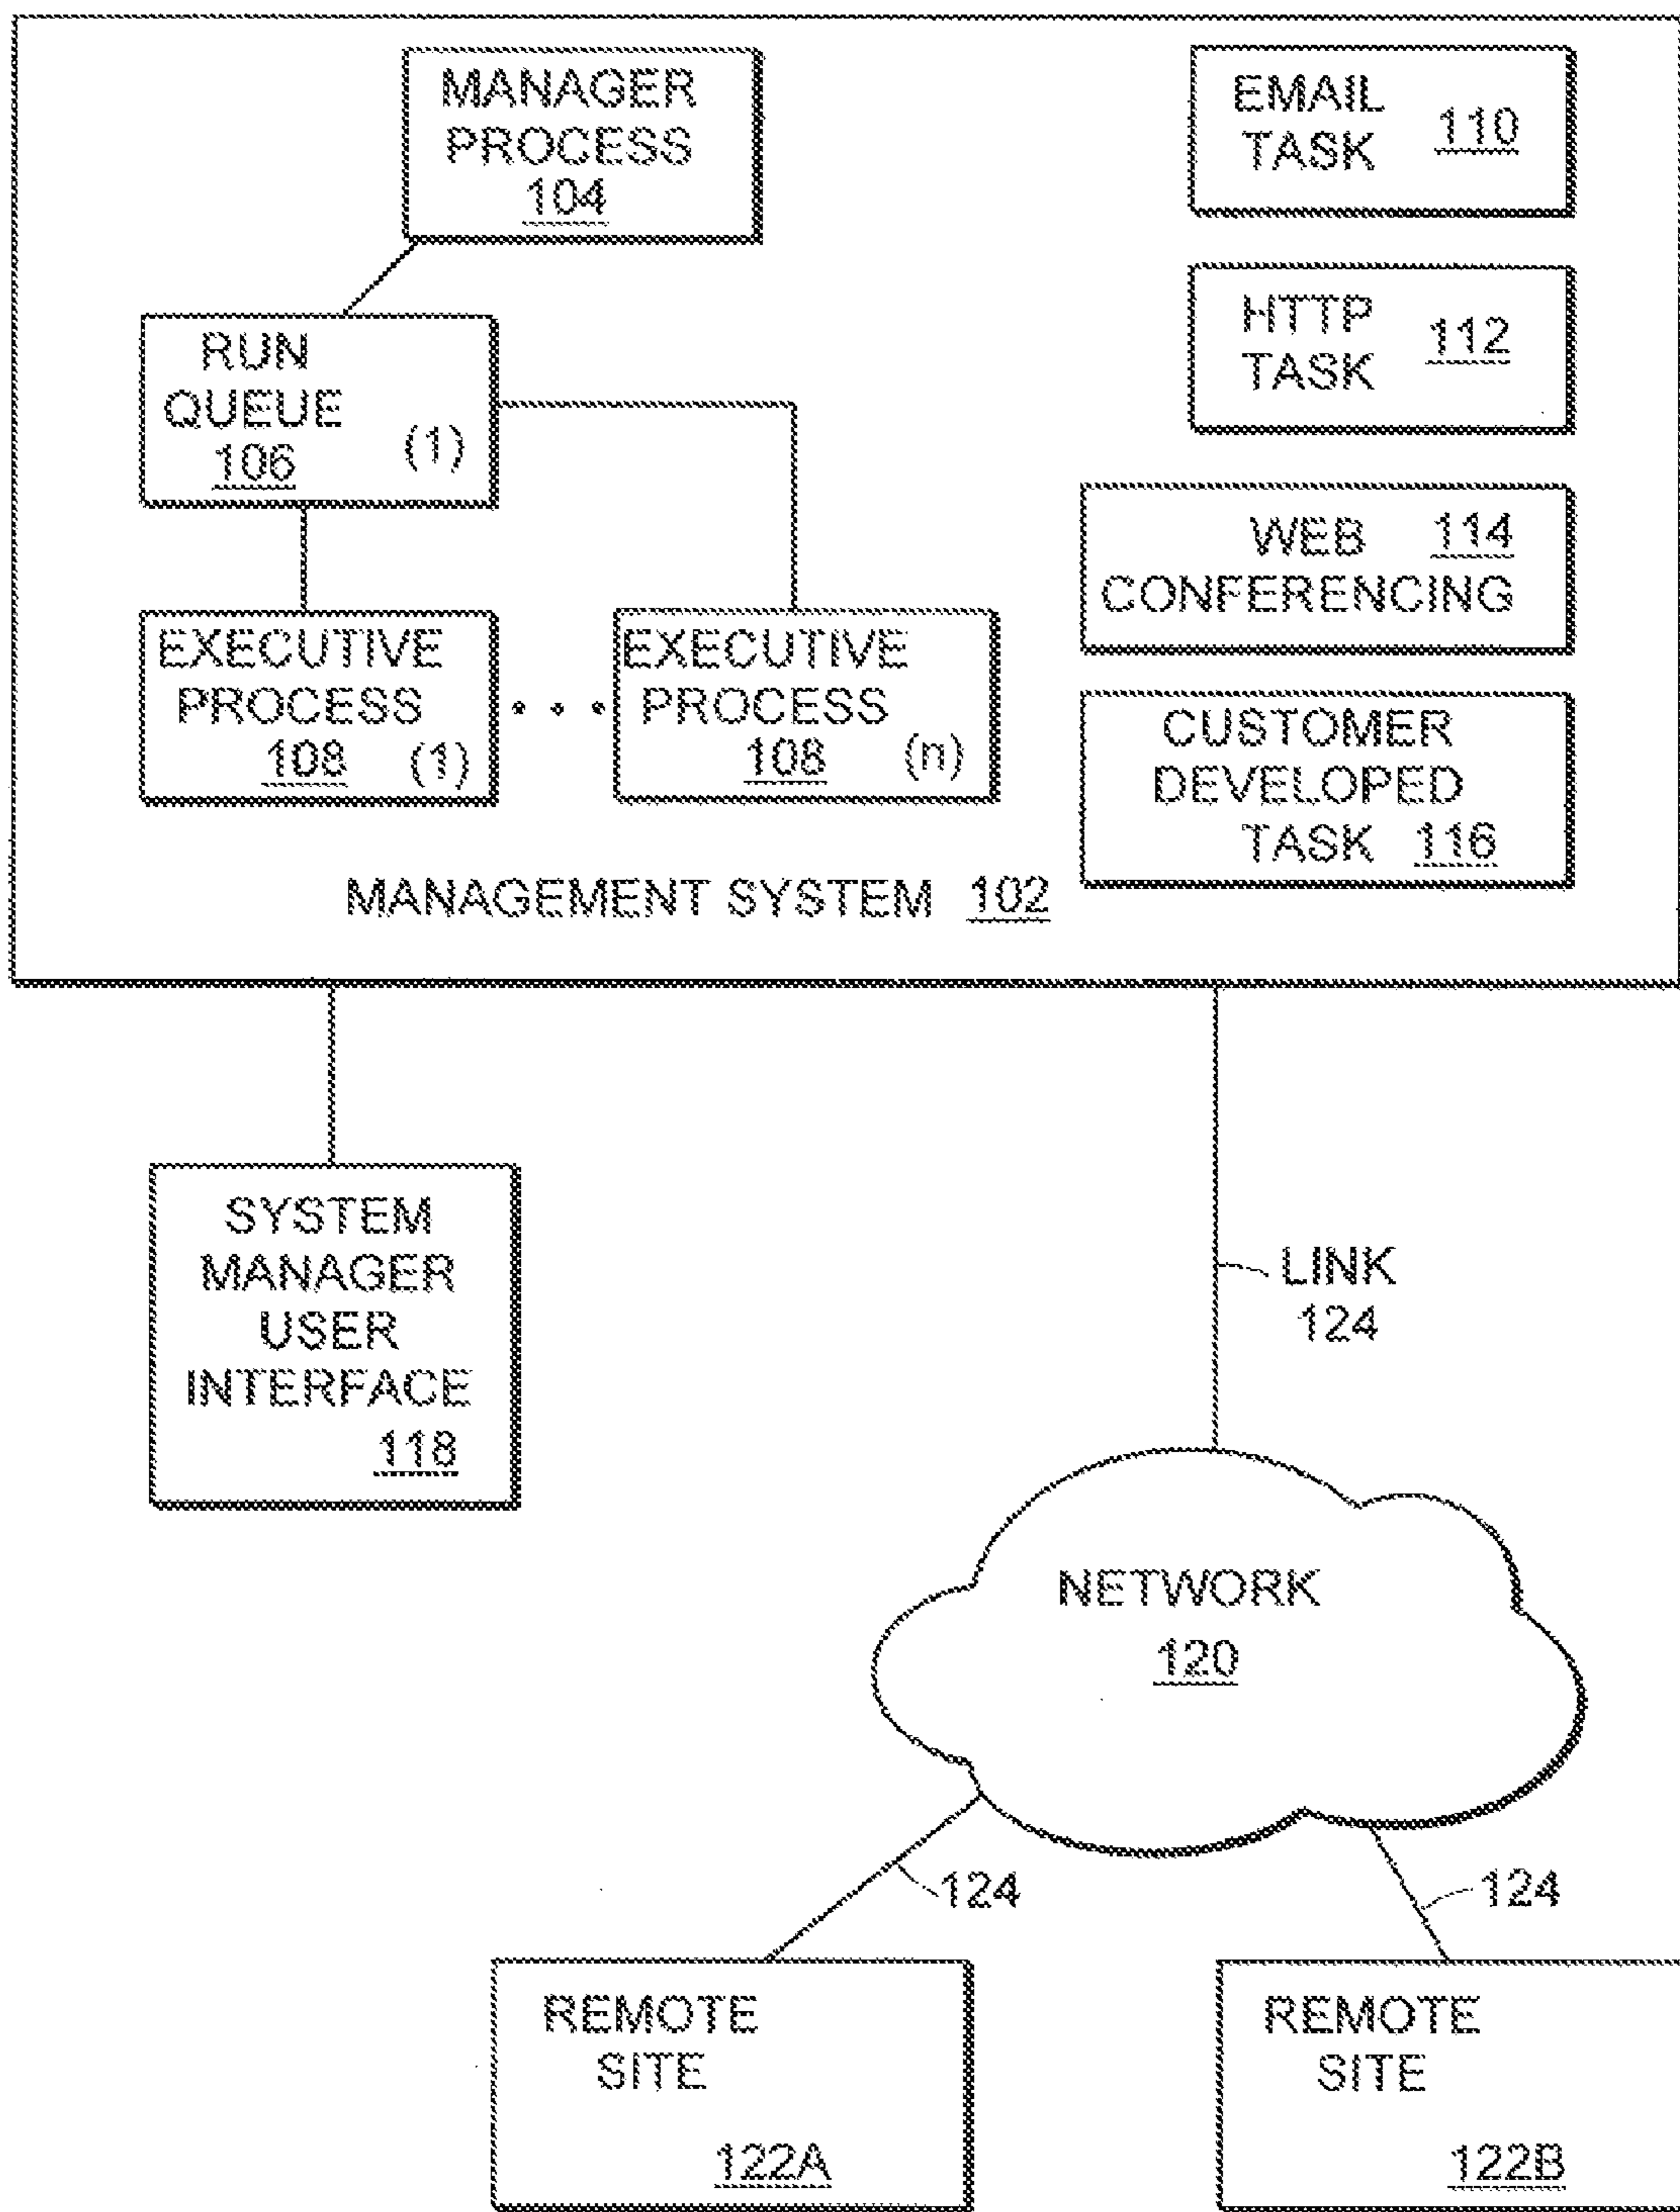 MANAGER
PROCESS
104
EMAIL
TASK 110
HTTP
TASK 112
RUN
QUEUE
106 (1)
WEB 114
CONFERENCING
EXECUTIVE
PROCESS
108 (1)
. . .
EXECUTIVE
PROCESS
108 (n)
CUSTOMER
DEVELOPED
TASK 116
MANAGEMENT SYSTEM 102
SYSTEM
MANAGER
USER
INTERFACE
118
LINK
124
NETWORK
120
124
124
REMOTE
SITE
122A
REMOTE
SITE
122B